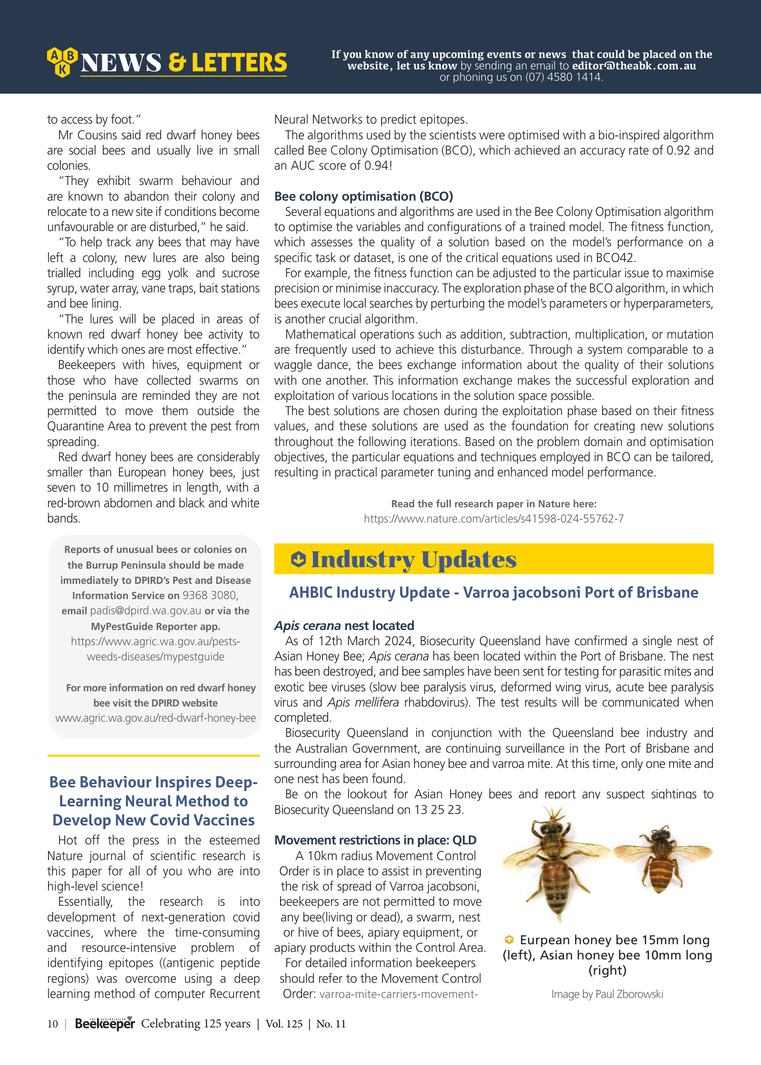 A B K
NEWS & LETTERS
If you know of any upcoming events or news that could be placed on the
website, let us know by sending an email to editor@theabk.com.au
or phoning us on (07) 4580 1414.
to access by foot.”
Mr Cousins said red dwarf honey bees
are social bees and usually live in small
colonies.
“They exhibit swarm behaviour and
are known to abandon their colony and
relocate to a new site if conditions become
unfavourable or are disturbed,” he said.
“To help track any bees that may have
left a colony, new lures are also being
trialled including egg yolk and sucrose
syrup, water array, vane traps, bait stations
and bee lining.
“The lures will be placed in areas of
known red dwarf honey bee activity to
identify which ones are most effective.”
Beekeepers with hives, equipment or
those who have collected swarms on
the peninsula are reminded they are not
permitted to move them outside the
Quarantine Area to prevent the pest from
spreading.
Red dwarf honey bees are considerably
smaller than European honey bees, just
seven to 10 millimetres in length, with a
red-brown abdomen and black and white
bands.
Reports of unusual bees or colonies on
the Burrup Peninsula should be made
immediately to DPIRD’s Pest and Disease
Information Service on 9368 3080,
email padis@dpird.wa.gov.au or via the
MyPestGuide Reporter app.
https://www.agric.wa.gov.au/pests-
weeds-diseases/mypestguide
For more information on red dwarf honey
bee visit the DPIRD website
www.agric.wa.gov.au/red-dwarf-honey-bee
Bee Behaviour Inspires Deep-
Learning Neural Method to
Develop New Covid Vaccines
Hot off the press in the esteemed
Nature journal of scientific research is
this paper for all of you who are into
high-level science!
Essentially, the research is into
development of next-generation covid
vaccines, where the time-consuming
and resource-intensive problem of
identifying epitopes ((antigenic peptide
regions) was overcome using a deep
learning method of computer Recurrent
Neural Networks to predict epitopes.
The algorithms used by the scientists were optimised with a bio-inspired algorithm
called Bee Colony Optimisation (BCO), which achieved an accuracy rate of 0.92 and
an AUC score of 0.94!
Bee colony optimisation (BCO)
Several equations and algorithms are used in the Bee Colony Optimisation algorithm
to optimise the variables and configurations of a trained model. The fitness function,
which assesses the quality of a solution based on the model’s performance on a
specific task or dataset, is one of the critical equations used in BCO42.
For example, the fitness function can be adjusted to the particular issue to maximise
precision or minimise inaccuracy. The exploration phase of the BCO algorithm, in which
bees execute local searches by perturbing the model’s parameters or hyperparameters,
is another crucial algorithm.
Mathematical operations such as addition, subtraction, multiplication, or mutation
are frequently used to achieve this disturbance. Through a system comparable to a
waggle dance, the bees exchange information about the quality of their solutions
with one another. This information exchange makes the successful exploration and
exploitation of various locations in the solution space possible.
The best solutions are chosen during the exploitation phase based on their fitness
values, and these solutions are used as the foundation for creating new solutions
throughout the following iterations. Based on the problem domain and optimisation
objectives, the particular equations and techniques employed in BCO can be tailored,
resulting in practical parameter tuning and enhanced model performance.
Read the full research paper in Nature here:
https://www.nature.com/articles/s41598-024-55762-7
Industry Updates
AHBIC Industry Update - Varroa jacobsoni Port of Brisbane
Apis cerana nest located
As of 12th March 2024, Biosecurity Queensland have confirmed a single nest of
Asian Honey Bee; Apis cerana has been located within the Port of Brisbane. The nest
has been destroyed, and bee samples have been sent for testing for parasitic mites and
exotic bee viruses (slow bee paralysis virus, deformed wing virus, acute bee paralysis
virus and Apis mellifera rhabdovirus). The test results will be communicated when
completed.
Biosecurity Queensland in conjunction with the Queensland bee industry and
the Australian Government, are continuing surveillance in the Port of Brisbane and
surrounding area for Asian honey bee and varroa mite. At this time, only one mite and
one nest has been found.
Be on the lookout for Asian Honey bees and report any suspect sightings to
Biosecurity Queensland on 13 25 23.
Movement restrictions in place: QLD
A 10km radius Movement Control
Order is in place to assist in preventing
the risk of spread of Varroa jacobsoni,
beekeepers are not permitted to move
any bee(living or dead), a swarm, nest
or hive of bees, apiary equipment, or
apiary products within the Control Area.
For detailed information beekeepers
should refer to the Movement Control
Order: varroa-mite-carriers-movement-
Eurpean honey bee 15mm long
(left), Asian honey bee 10mm long
(right)
Image by Paul Zborowski
10 | Beekeeper Celebrating 125 years | Vol. 125 | No. 11